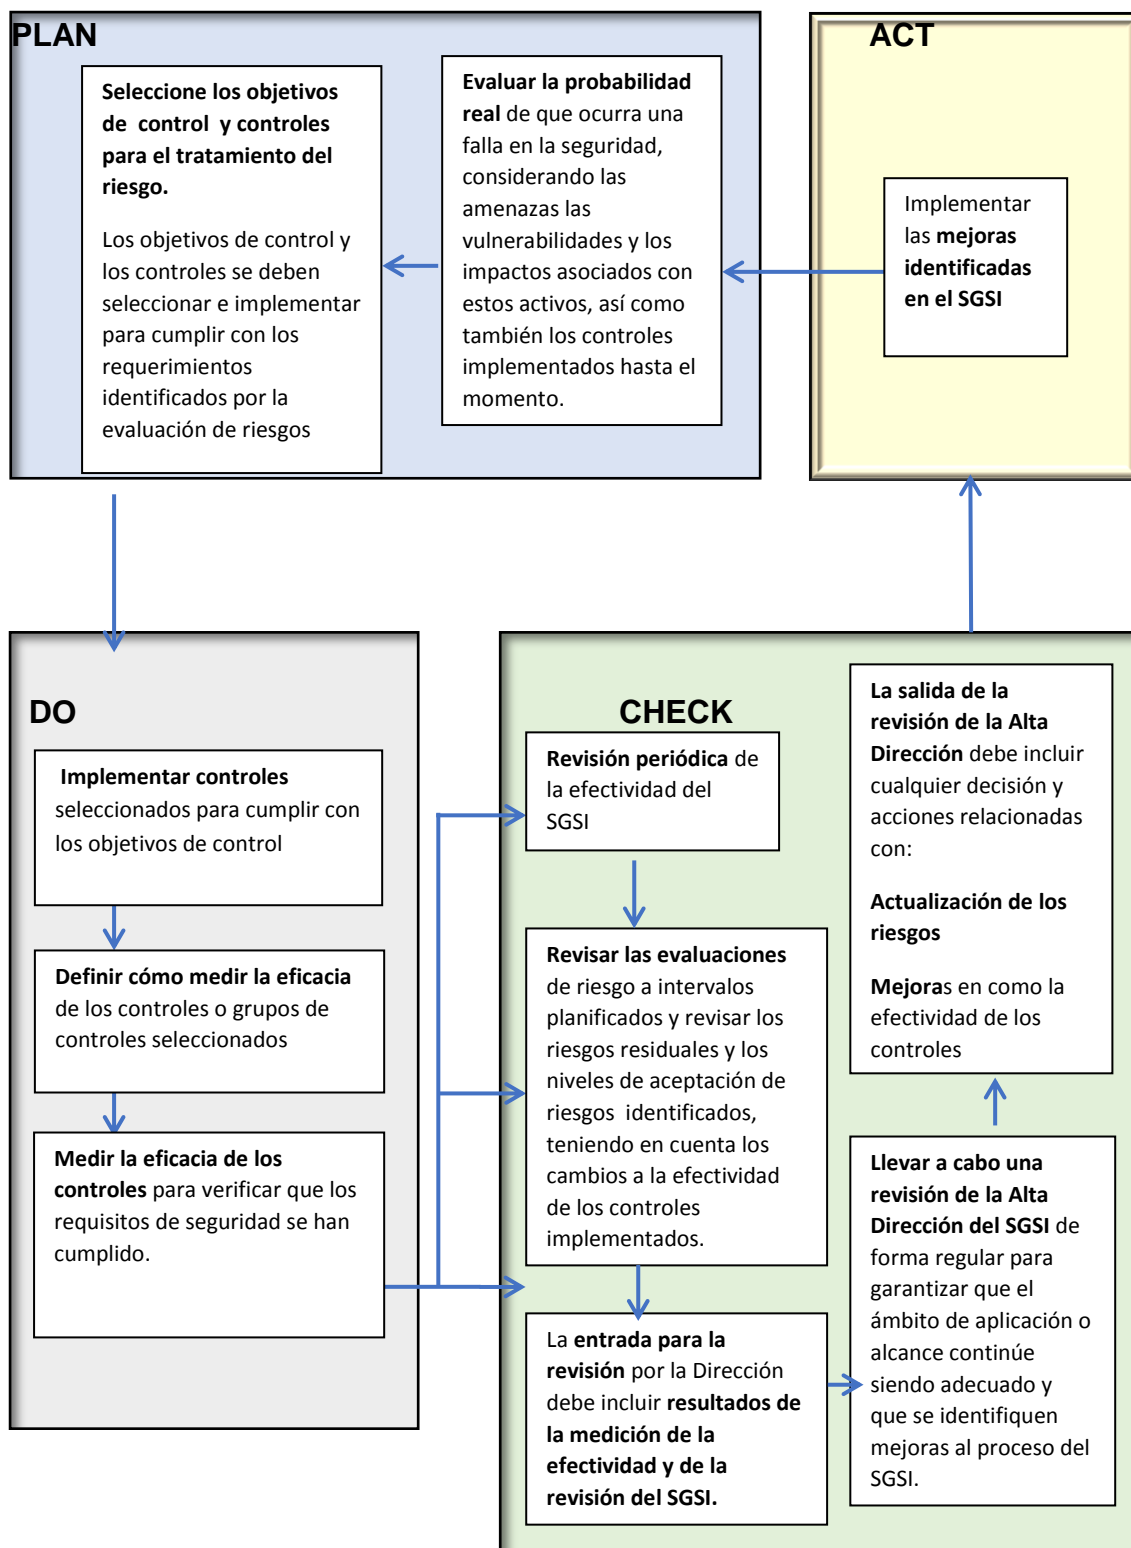 PLAN
Seleccione los objetivos
de control y controles
para el tratamiento del
riesgo.
Los objetivos de control y
los controles se deben
seleccionar e implementar
para cumplir con los
requerimientos
identificados por la
evaluación de riesgos
Evaluar la probabilidad
real de que ocurra una
falla en la seguridad,
considerando las
amenazas las
vulnerabilidades y los
impactos asociados con
estos activos, así como
también los controles
implementados hasta el
momento.
ACT
Implementar
las mejoras
identificadas
en el SGSI
DO
Implementar controles
seleccionados para cumplir con
los objetivos de control
Definir cómo medir la eficacia
de los controles o grupos de
controles seleccionados
Medir la eficacia de los
controles para verificar que los
requisitos de seguridad se han
cumplido.
CHECK
Revisión periódica de
la efectividad del
SGSI
Revisar las evaluaciones
de riesgo a intervalos
planificados y revisar los
riesgos residuales y los
niveles de aceptación de
riesgos identificados,
teniendo en cuenta los
cambios a la efectividad
de los controles
implementados.
La entrada para la
revisión por la Dirección
debe incluir resultados de
la medición de la
efectividad y de la
revisión del SGSI.
La salida de la
revisión de la Alta
Dirección debe incluir
cualquier decisión y
acciones relacionadas
con:
Actualización de los
riesgos
Mejoras en como la
efectividad de los
controles
Llevar a cabo una
revisión de la Alta
Dirección del SGSI de
forma regular para
garantizar que el
ámbito de aplicación o
alcance continúe
siendo adecuado y
que se identifiquen
mejoras al proceso del
SGSI.